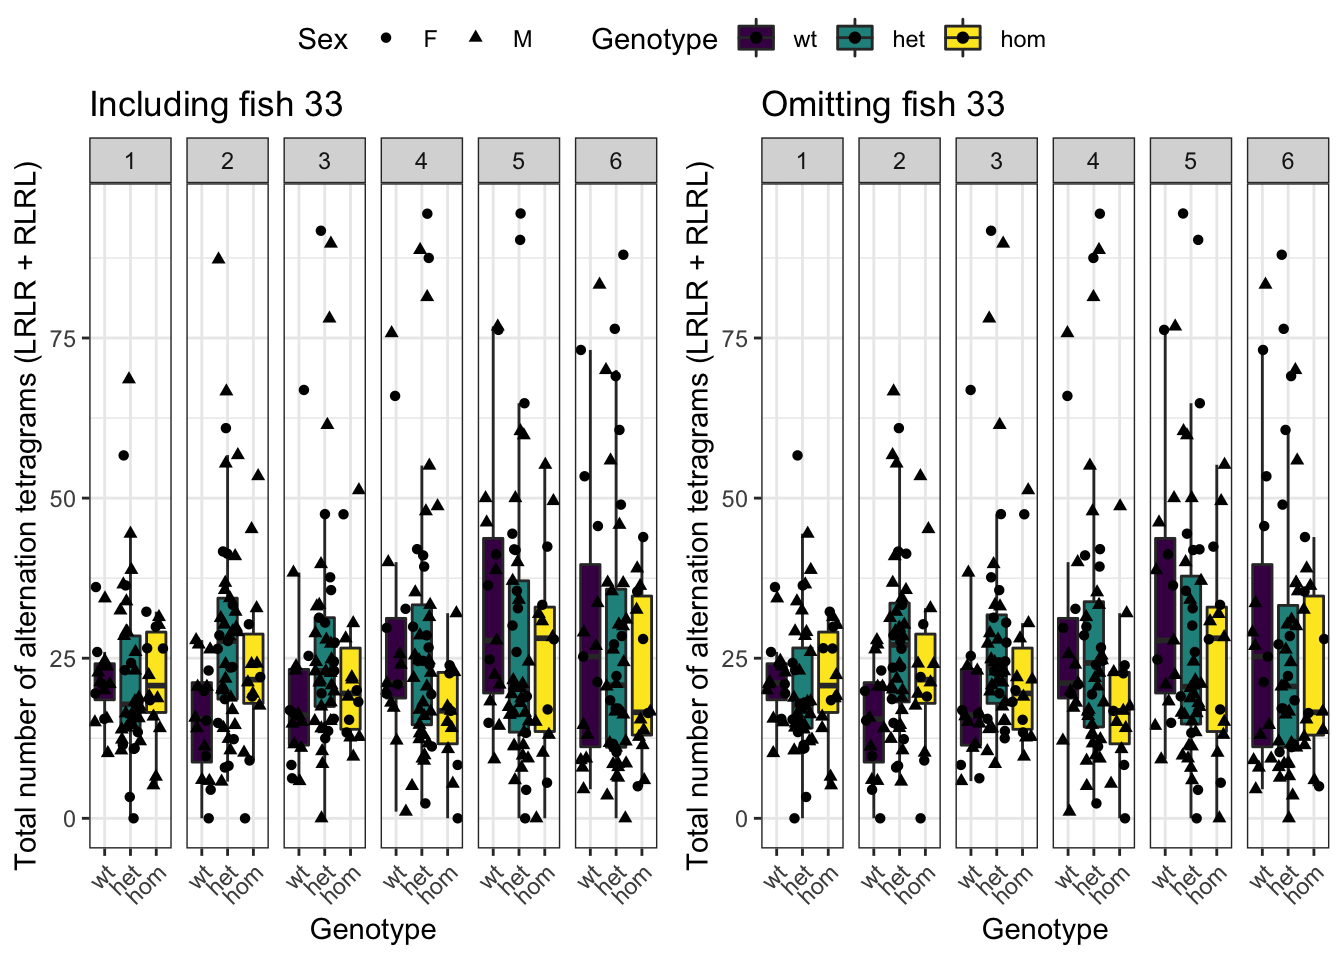 Sex F M Genotype wt het hom
Including fish 33
Omitting fish 33
1 2 3 4 5 6
1 2 3 4 5 6
Total number of alternation tetragrams (LRLR + RLRL)
75
50
25
0
Total number of alternation tetragrams (LRLR + RLRL)
75
50
25
0
wt het hom wt het hom wt het hom wt het hom wt het hom wt het hom
wt het hom wt het hom wt het hom wt het hom wt het hom wt het hom
Genotype
Genotype